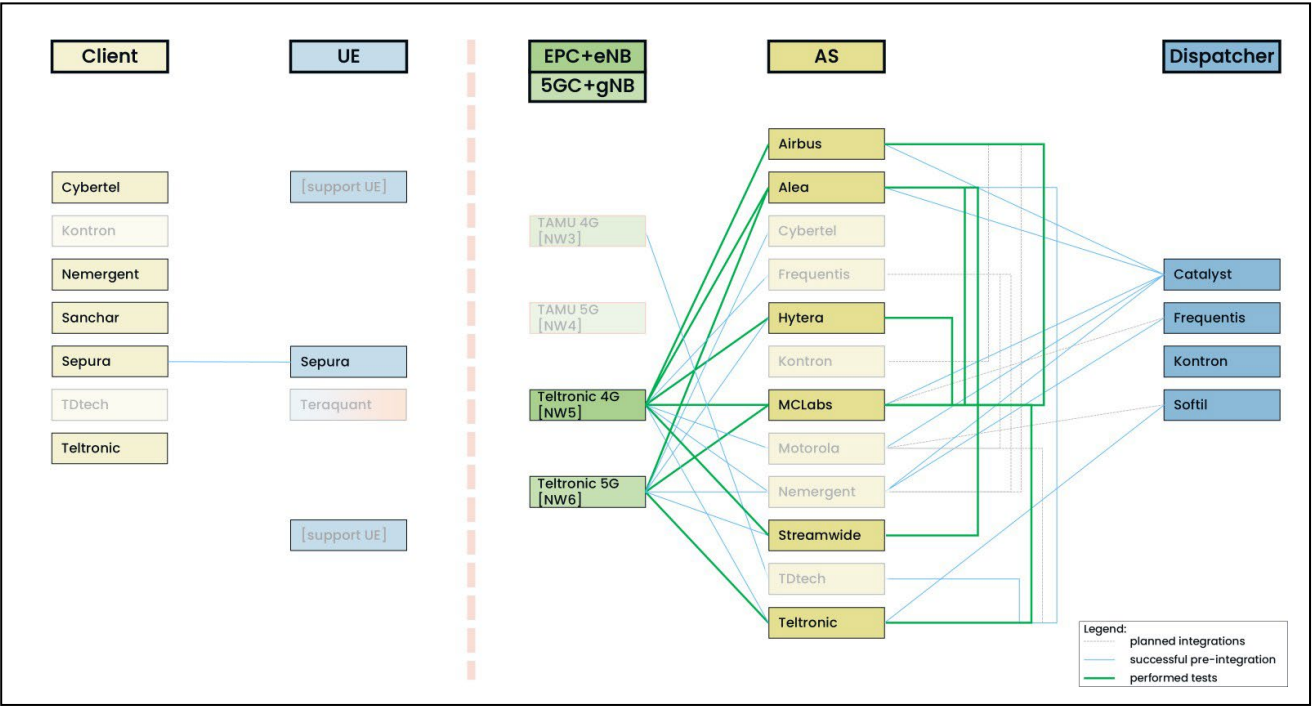 Client
UE
EPC+eNB
5GC+gNB
AS
Dispatcher
Cybertel
Kontron
Nemergent
Sanchar
Sepura
TDtech
Teltronic
[support UE]
Sepura
Teraquant
[support UE]
TAMU 4G
[NW3]
TAMU 5G
[NW4]
Teltronic 4G
[NW5]
Teltronic 5G
[NW6]
Airbus
Alea
Cybertel
Frequentis
Hytera
Kontron
MCLabs
Motorola
Nemergent
Streamwide
TDtech
Teltronic
Catalyst
Frequentis
Kontron
Softil
Legend:
planned integrations
successful pre-integration
performed tests